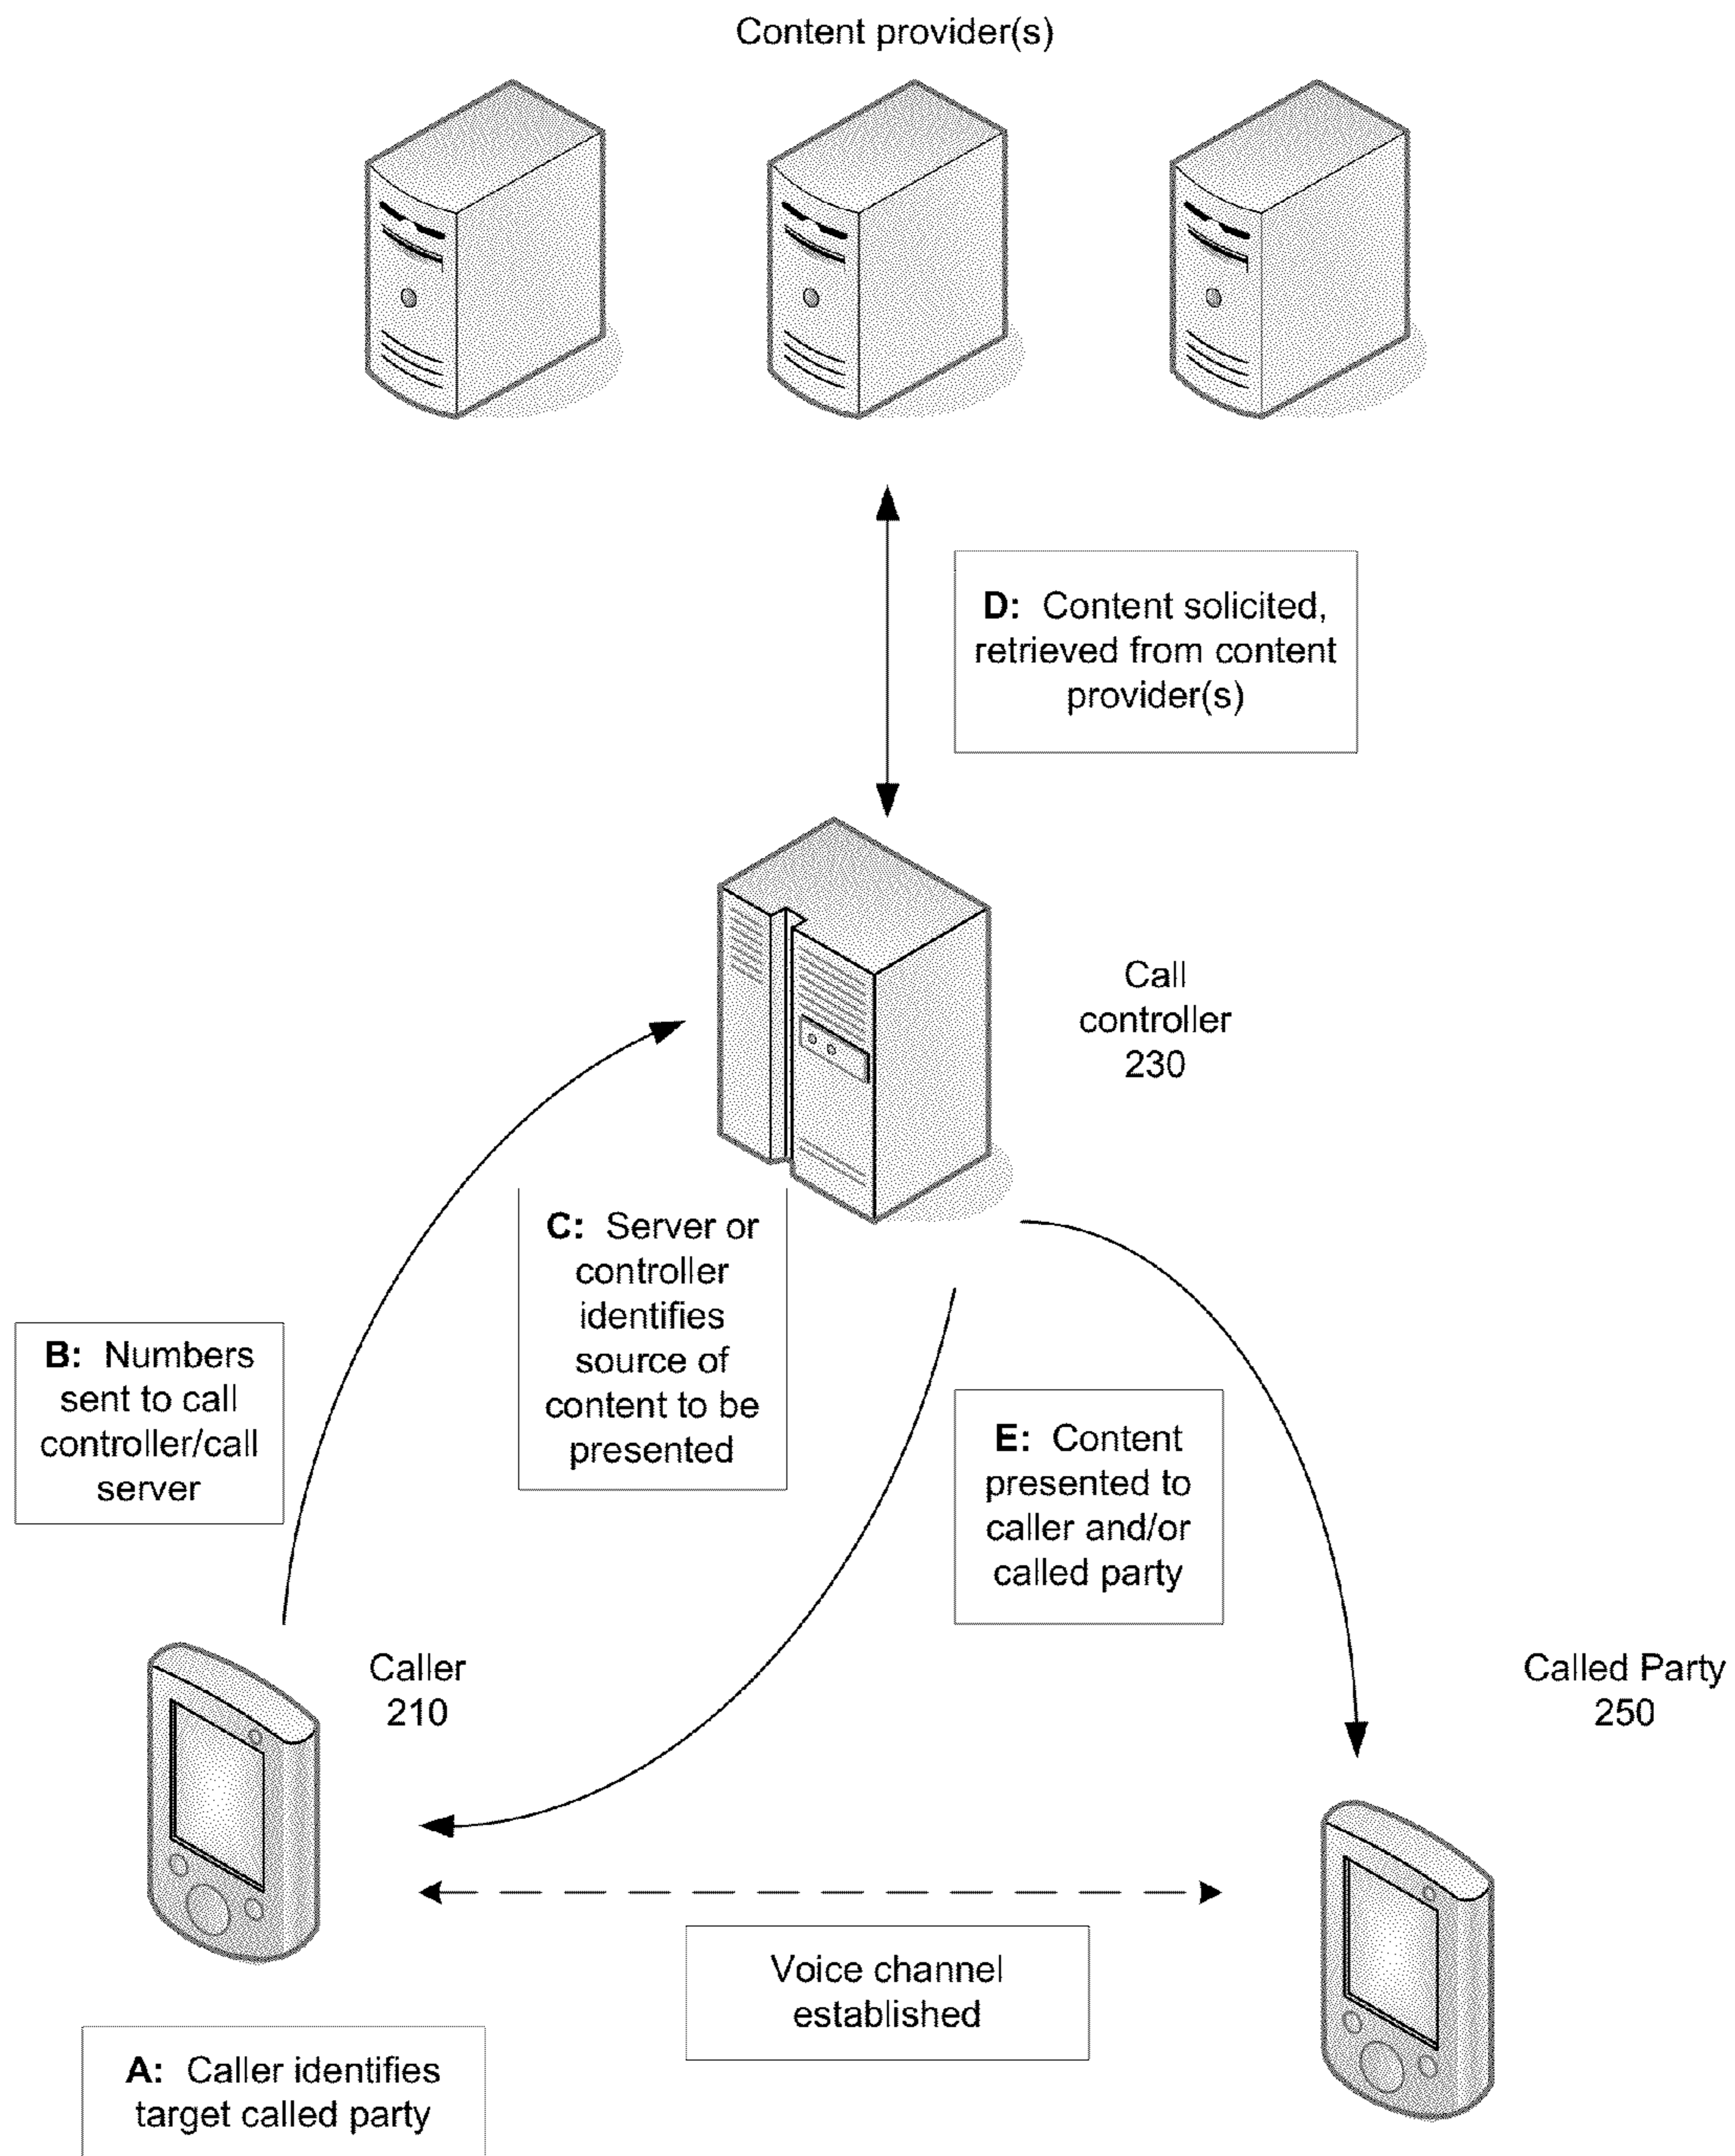 Content provider(s)
D: Content solicited,
retrieved from content
provider(s)
Call
controller
230
C: Server or
controller
identifies
source of
content to be
presented
B: Numbers
sent to call
controller/call
server
E: Content
presented to
caller and/or
called party
Caller
210
Called Party
250
Voice channel
established
A: Caller identifies
target called party